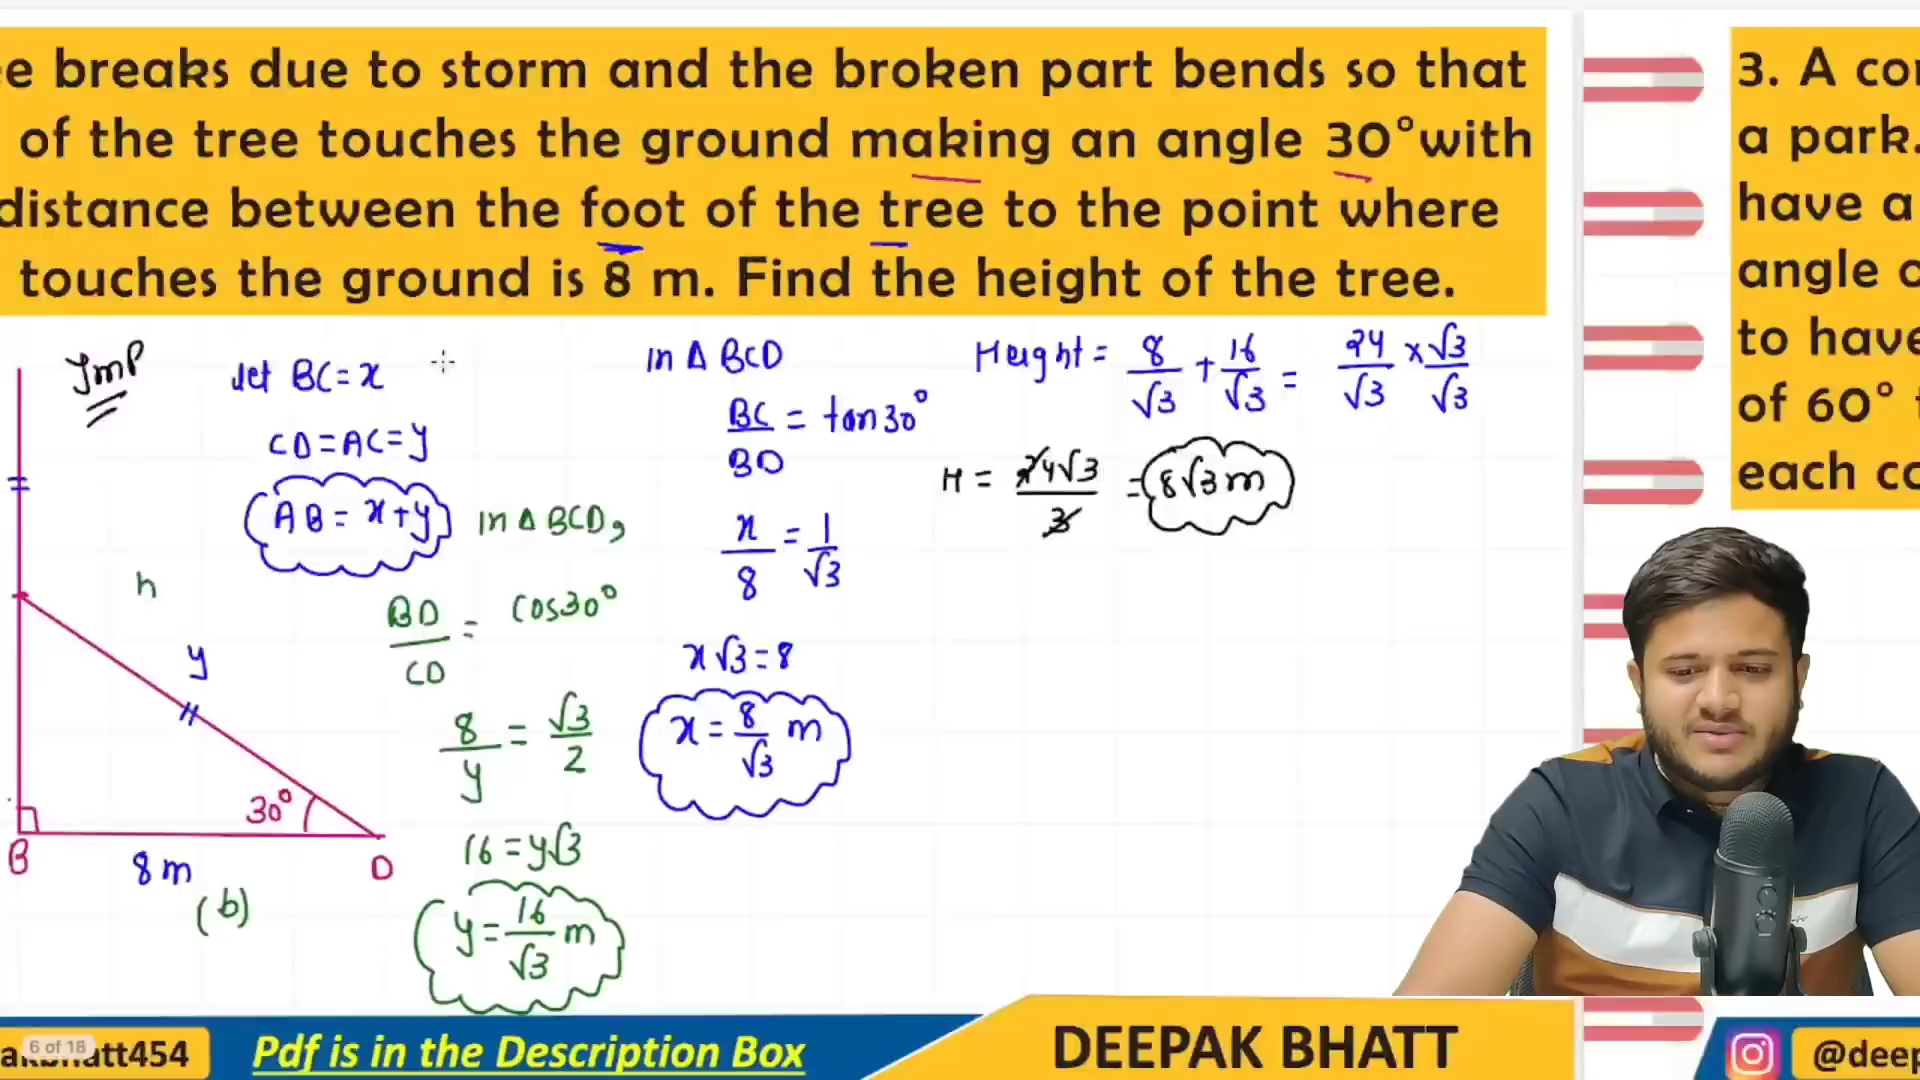 e breaks due to storm and the broken part bends so that
of the tree touches the ground making an angle 30° with
distance between the foot of the tree to the point where
touches the ground is 8 m. Find the height of the tree.
3. A co
a park.
have a
angle o
to have
of 60°
each co
Imp
let BC = x
CD = AC = y
AB = x + y
h
y
30°
B
8 m
D
(b)
In Δ BCD,
BD/CD = cos30°
8/y = √3/2
16 = y√3
y = 16/√3 m
In Δ BCD
BC/BD = tan30°
x/8 = 1/√3
x√3 = 8
x = 8/√3 m
Height = 8/√3 + 16/√3 = 24/√3 × √3/√3
H = 24√3/3 = 8√3 m
akbhatt454
6 of 18
Pdf is in the Description Box
DEEPAK BHATT
@deep